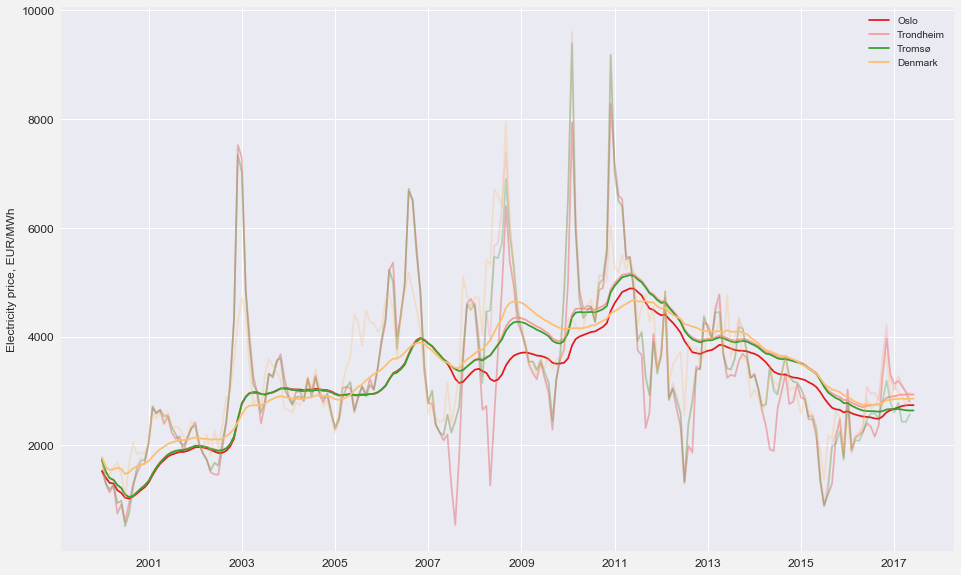 10000
8000
6000
4000
2000
Electricity price, EUR/MWh
Oslo
Trondheim
Tromsø
Denmark
2001 2003 2005 2007 2009 2011 2013 2015 2017